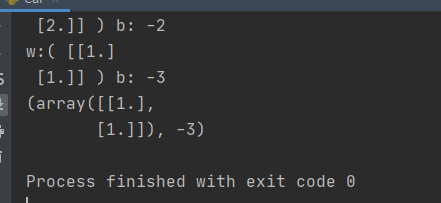 [2.]] ) b: -2
w:( [[1.]
[1.]] ) b: -3
(array([[1.],
[1.]]), -3)
Process finished with exit code 0